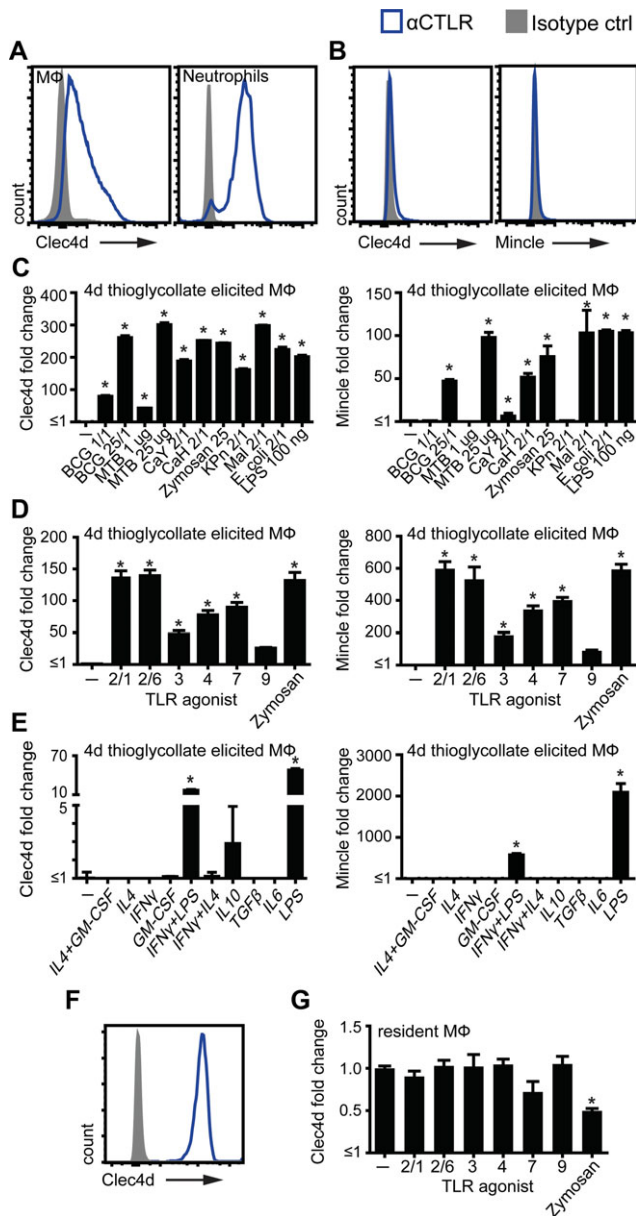 αCTLR Isotype ctrl
A B
MΦ Neutrophils
count count
Clec4d Clec4d Mincle
C
4d thioglycollate elicited MΦ
Clec4d fold change
400
300
200
100
≤1
– BCG 1/1 BCG 25/1 MTB 1 ug MTB 25 ug CaY 2/1 CaH 2/1 Zymosan 25 KPn 2/1 Mal 2/1 E coli 2/1 LPS 100 ng
* * * * * * * * * * *
4d thioglycollate elicited MΦ
Mincle fold change
150
100
50
≤1
– BCG 1/1 BCG 25/1 MTB 1 ug MTB 25 ug CaY 2/1 CaH 2/1 Zymosan 25 KPn 2/1 Mal 2/1 E coli 2/1 LPS 100 ng
* * * * * * * *
D
4d thioglycollate elicited MΦ
Clec4d fold change
200
150
100
50
≤1
– 2/1 2/6 3 4 7 9 Zymosan
TLR agonist
* * * * * *
4d thioglycollate elicited MΦ
Mincle fold change
800
600
400
200
≤1
– 2/1 2/6 3 4 7 9 Zymosan
TLR agonist
* * * * * *
E
4d thioglycollate elicited MΦ
Clec4d fold change
70
10
5
≤1
– IL4+GM-CSF IL4 IFNγ GM-CSF IFNγ+LPS IFNγ+IL4 IL10 TGFβ IL6 LPS
* *
4d thioglycollate elicited MΦ
Mincle fold change
3000
2000
1000
≤1
– IL4+GM-CSF IL4 IFNγ GM-CSF IFNγ+LPS IFNγ+IL4 IL10 TGFβ IL6 LPS
* *
F
count
Clec4d
G
resident MΦ
Clec4d fold change
1.5
1.0
0.5
≤1
– 2/1 2/6 3 4 7 9 Zymosan
TLR agonist
*